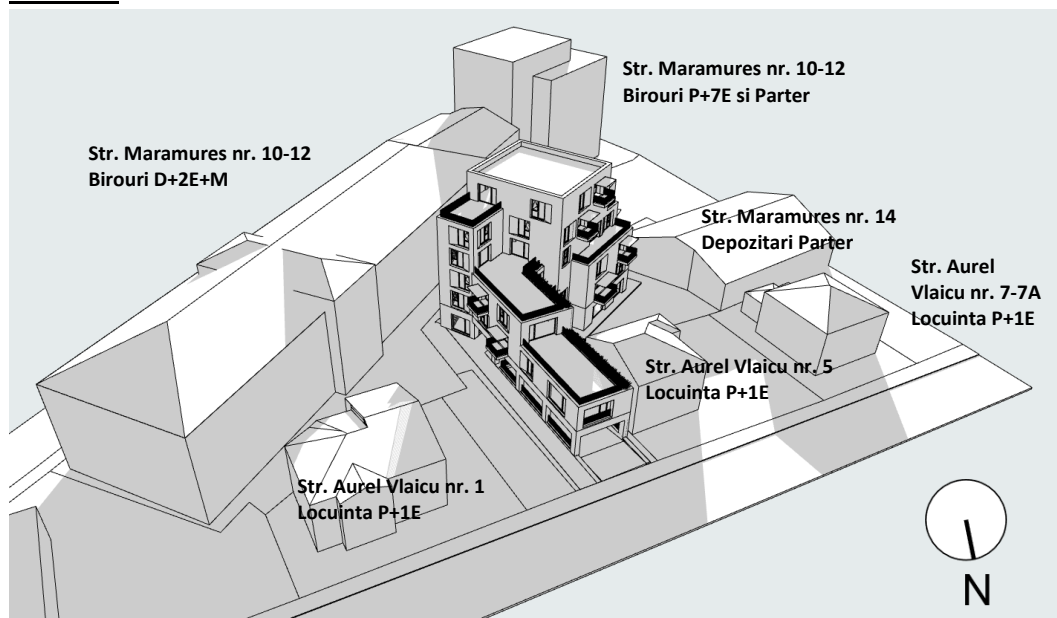 Str. Maramures nr. 10-12
Birouri P+7E si Parter
Str. Maramures nr. 10-12
Birouri D+2E+M
Str. Maramures nr. 14
Depozitari Parter
Str. Aurel
Vlaicu nr. 7-7A
Locuinta P+1E
Str. Aurel Vlaicu nr. 5
Locuinta P+1E
Str. Aurel Vlaicu nr. 1
Locuinta P+1E
N